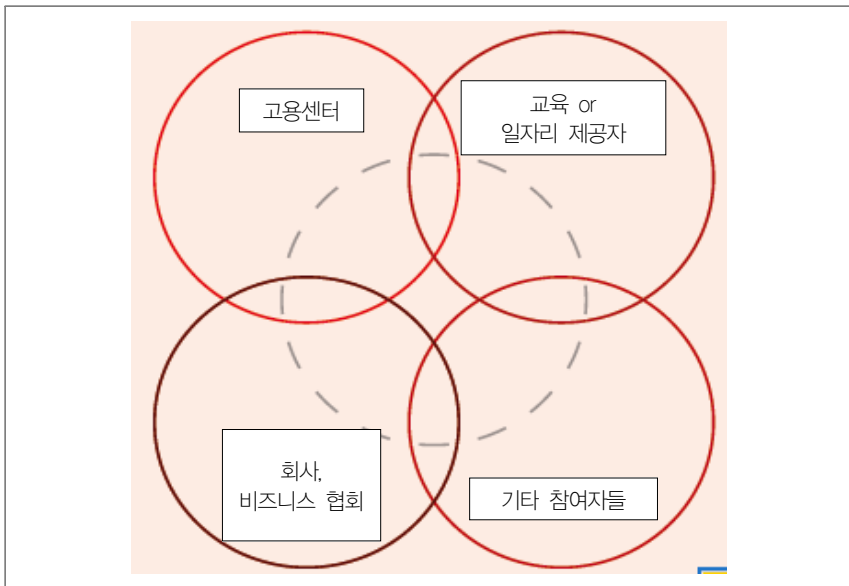 고용센터
교육 or
일자리 제공자
회사,
비즈니스 협회
기타 참여자들